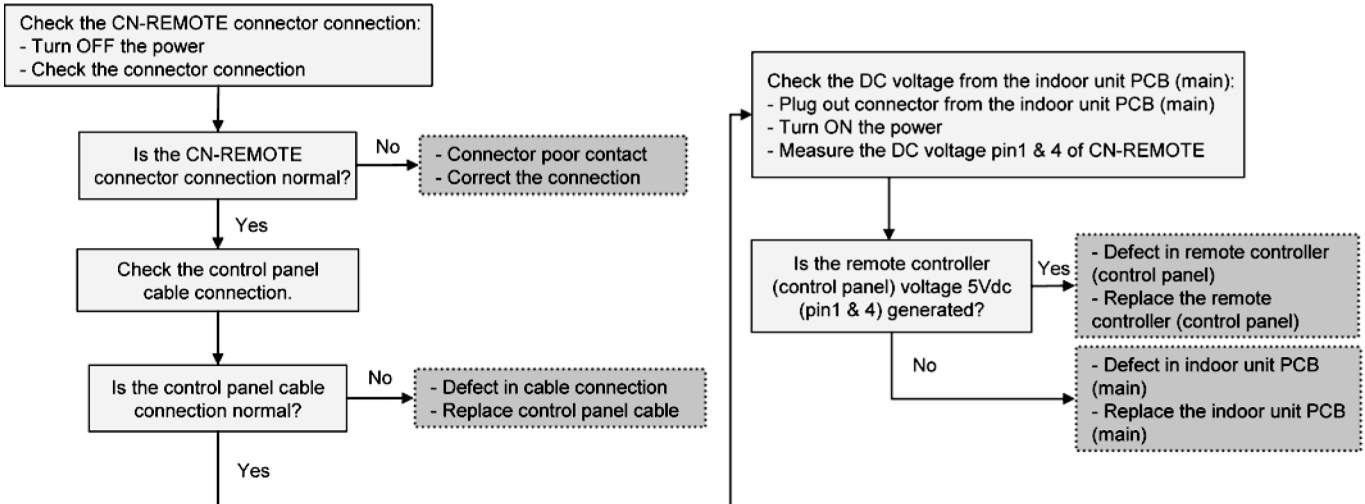 Check the CN-REMOTE connector connection:
- Turn OFF the power
- Check the connector connection
Is the CN-REMOTE
connector connection normal?
No
- Connector poor contact
- Correct the connection
Yes
Check the control panel
cable connection.
Is the control panel cable
connection normal?
No
- Defect in cable connection
- Replace control panel cable
Yes
Check the DC voltage from the indoor unit PCB (main):
- Plug out connector from the indoor unit PCB (main)
- Turn ON the power
- Measure the DC voltage pin1 & 4 of CN-REMOTE
Is the remote controller
(control panel) voltage 5Vdc
(pin1 & 4) generated?
Yes
- Defect in remote controller
(control panel)
- Replace the remote
controller (control panel)
No
- Defect in indoor unit PCB
(main)
- Replace the indoor unit PCB
(main)